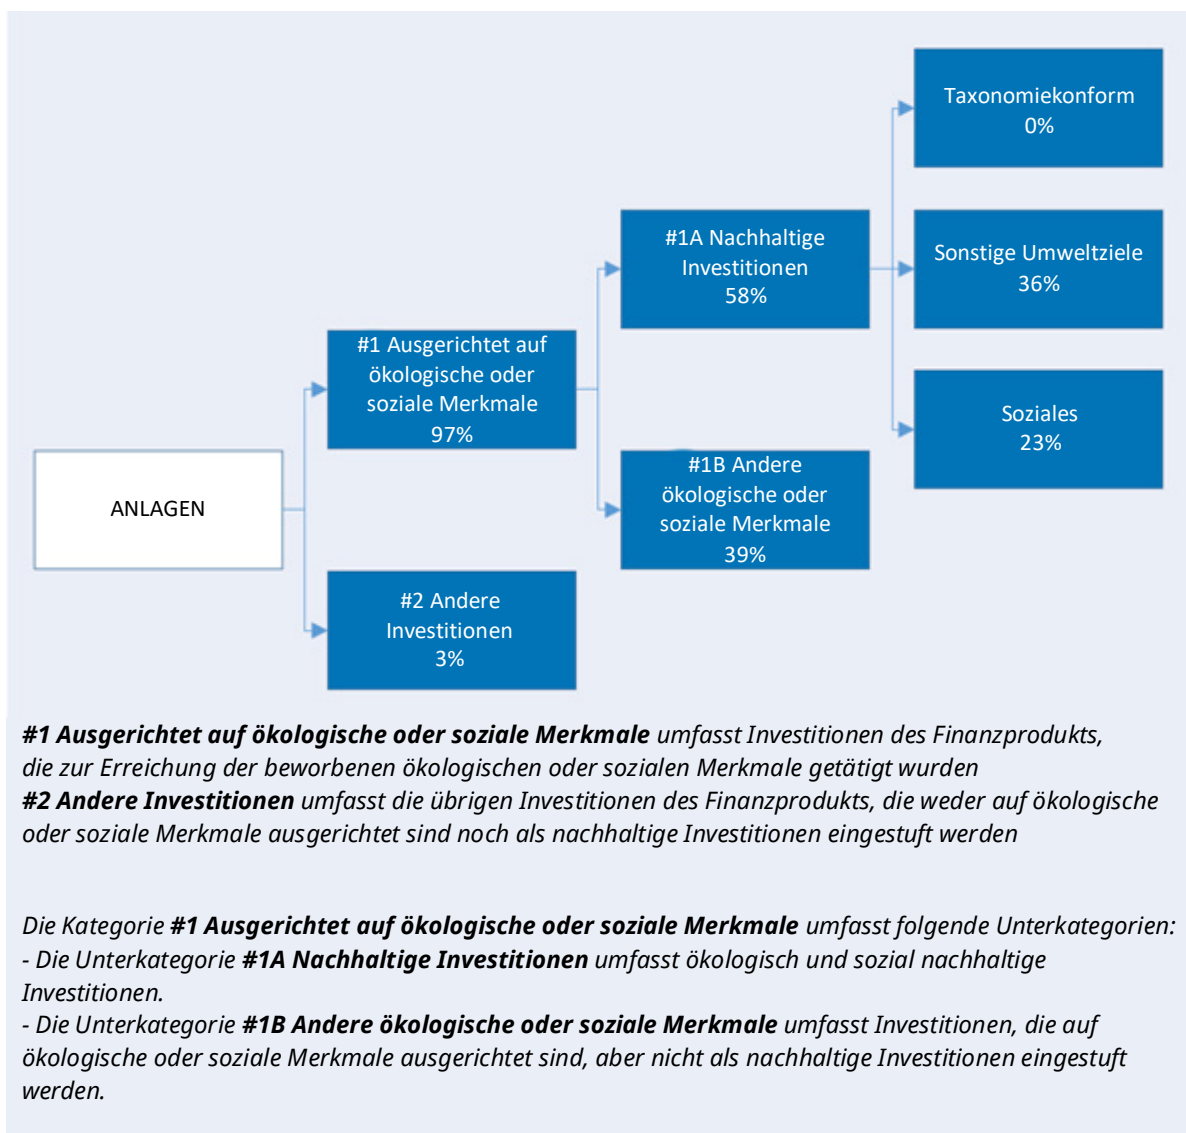 Taxonomiekonform
0%
#1A Nachhaltige
Investitionen
58%
Sonstige Umweltziele
36%
#1 Ausgerichtet auf
ökologische oder
soziale Merkmale
97%
Soziales
23%
#1B Andere
ökologische oder
soziale Merkmale
39%
ANLAGEN
#2 Andere
Investitionen
3%
#1 Ausgerichtet auf ökologische oder soziale Merkmale umfasst Investitionen des Finanzprodukts,
die zur Erreichung der beworbenen ökologischen oder sozialen Merkmale getätigt wurden
#2 Andere Investitionen umfasst die übrigen Investitionen des Finanzprodukts, die weder auf ökologische
oder soziale Merkmale ausgerichtet sind noch als nachhaltige Investitionen eingestuft werden
Die Kategorie #1 Ausgerichtet auf ökologische oder soziale Merkmale umfasst folgende Unterkategorien:
- Die Unterkategorie #1A Nachhaltige Investitionen umfasst ökologisch und sozial nachhaltige
Investitionen.
- Die Unterkategorie #1B Andere ökologische oder soziale Merkmale umfasst Investitionen, die auf
ökologische oder soziale Merkmale ausgerichtet sind, aber nicht als nachhaltige Investitionen eingestuft
werden.